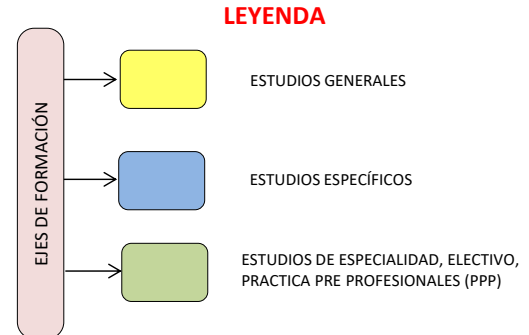 LEYENDA
EJES DE FORMACIÓN
ESTUDIOS GENERALES
ESTUDIOS ESPECÍFICOS
ESTUDIOS DE ESPECIALIDAD, ELECTIVO,
PRACTICA PRE PROFESIONALES (PPP)